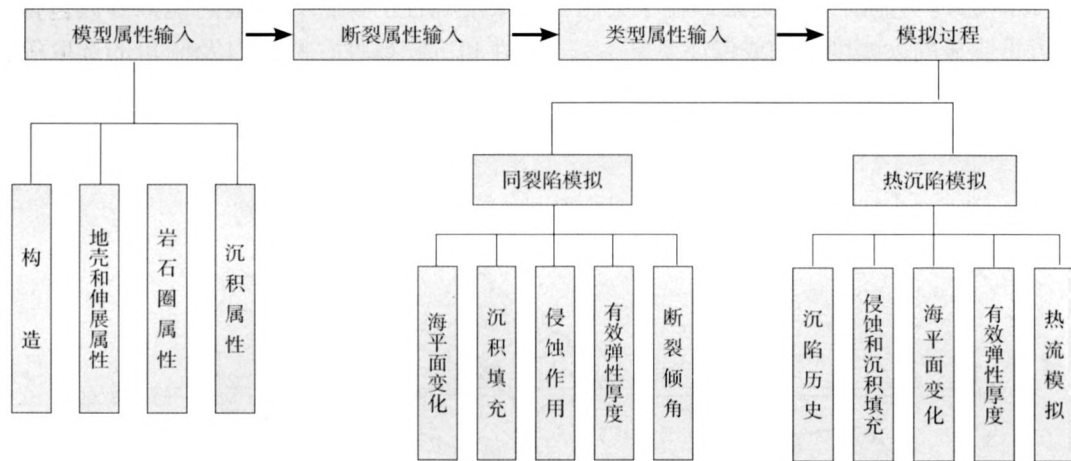 模型属性输入
断裂属性输入
类型属性输入
模拟过程
同裂陷模拟
热沉陷模拟
构造
地壳和伸展属性
岩石圈属性
沉积属性
海平面变化
沉积填充
侵蚀作用
有效弹性厚度
断裂倾角
沉陷历史
侵蚀和沉积填充
海平面变化
有效弹性厚度
热流模拟